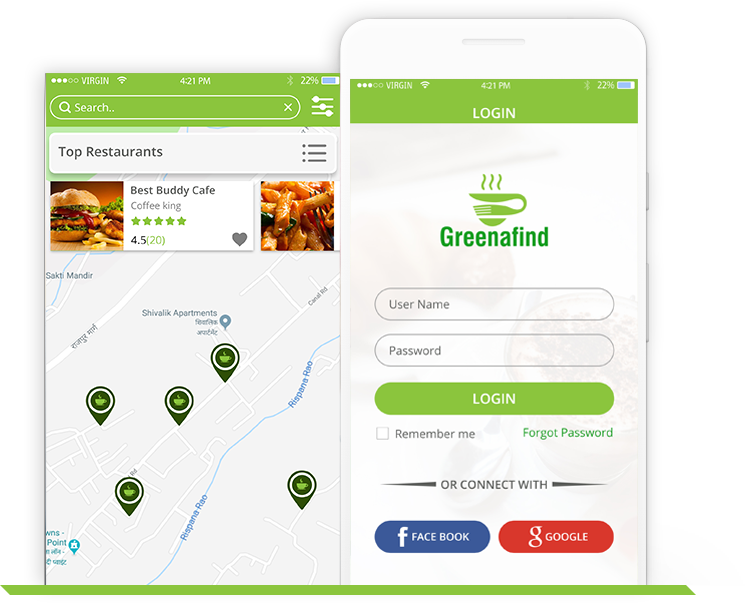 VIRGIN 4:21 PM 22%
Search..
Top Restaurants
Best Buddy Cafe
Coffee king
4.5(20)
Sakti Mandir
Canal Rd
Shivalik Apartments
शिवालिक
अपार्टमेंट
राजपुर मार्ग
Rispana Rao
Rd
Rispana Rao
wns -
Point
VIRGIN 4:21 PM 22%
LOGIN
Greenafind
User Name
Password
LOGIN
Remember me Forgot Password
OR CONNECT WITH
f FACE BOOK g GOOGLE